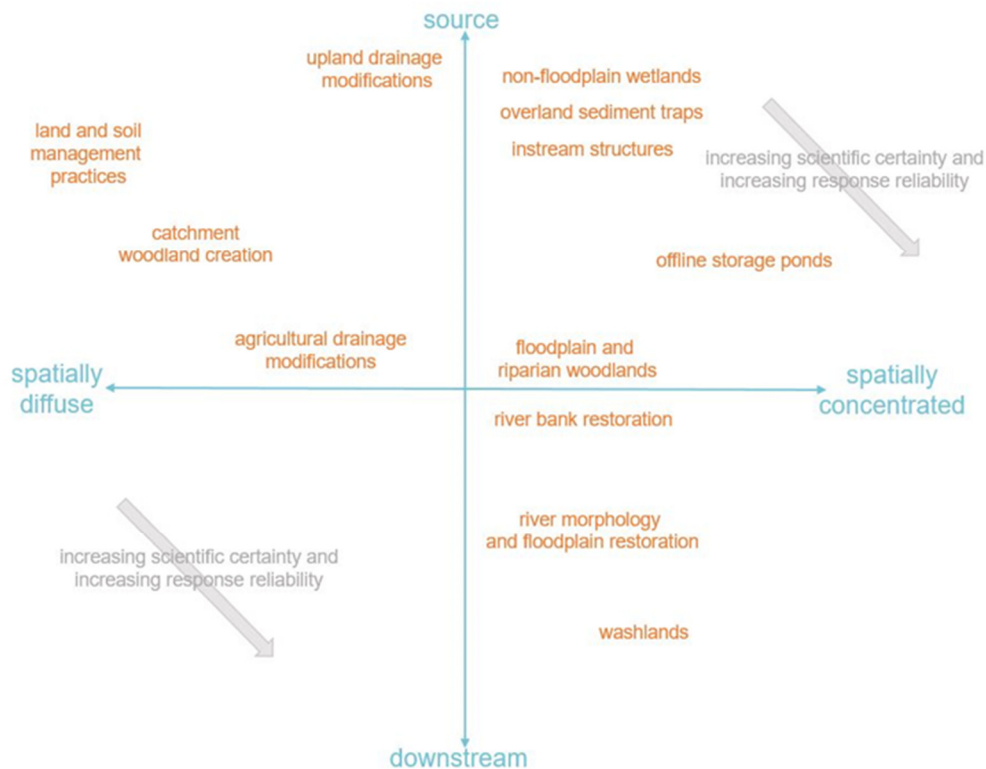 source
upland drainage
modifications
non-floodplain wetlands
overland sediment traps
instream structures
land and soil
management
practices
increasing scientific certainty and
increasing response reliability
catchment
woodland creation
offline storage ponds
agricultural drainage
modifications
floodplain and
riparian woodlands
spatially
diffuse
spatially
concentrated
river bank restoration
river morphology
and floodplain restoration
increasing scientific certainty and
increasing response reliability
washlands
downstream